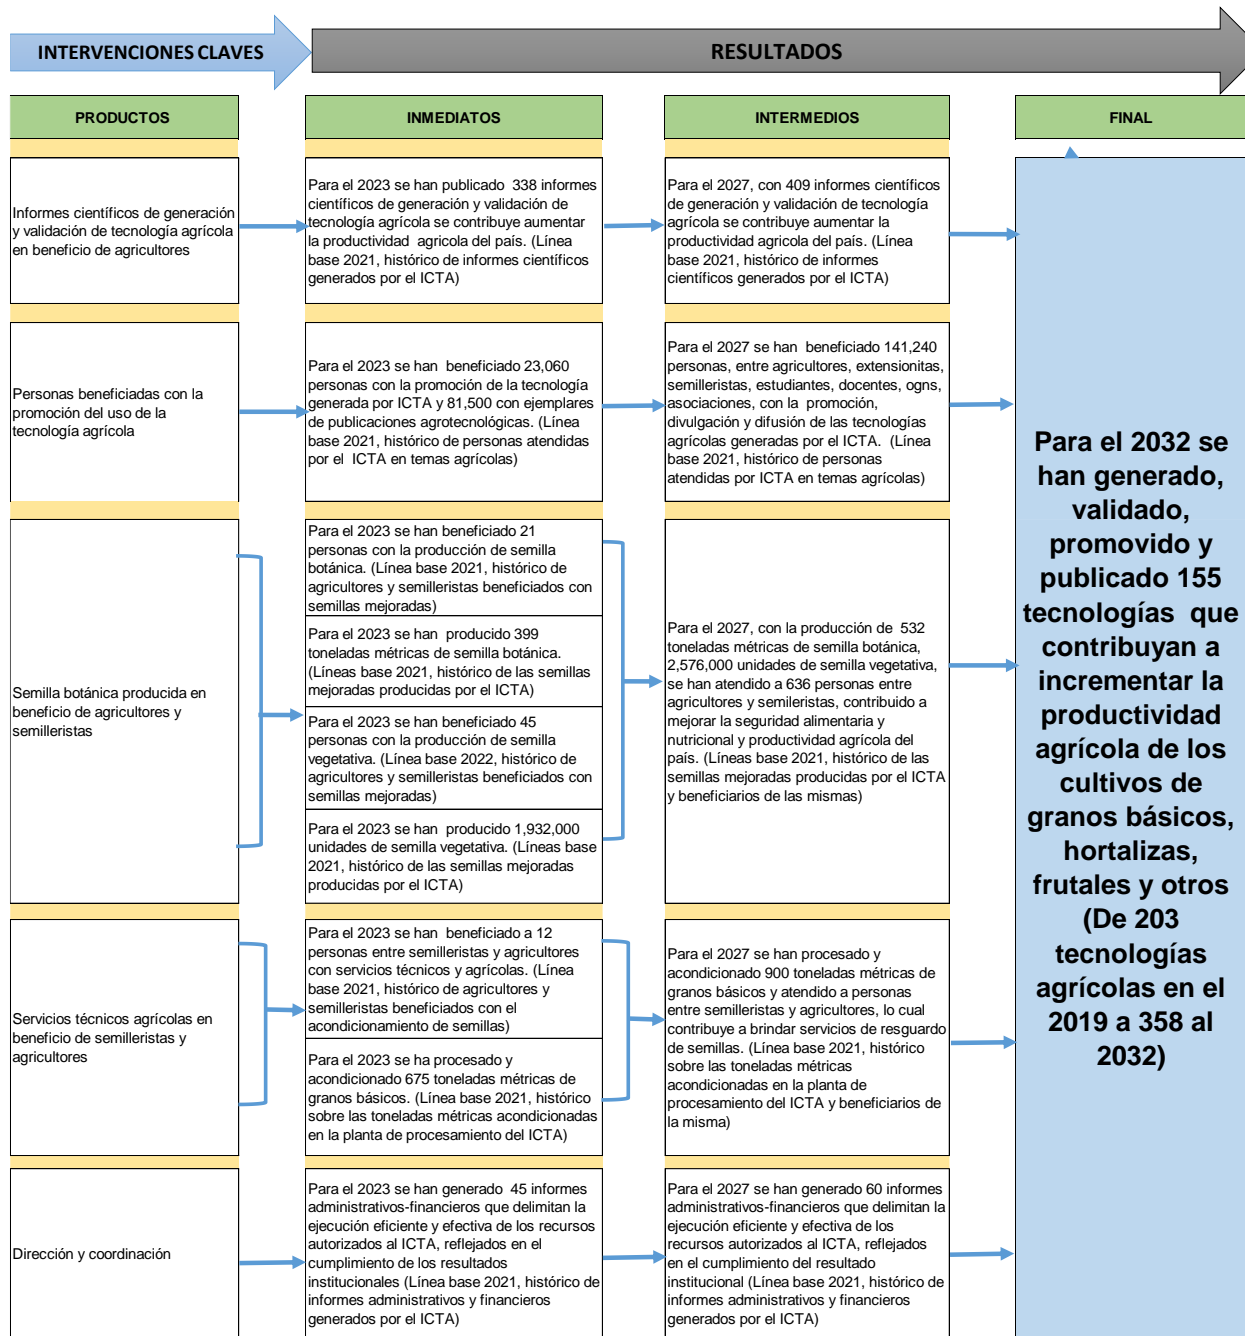 INTERVENCIONES CLAVES
RESULTADOS
PRODUCTOS
INMEDIATOS
INTERMEDIOS
FINAL
Informes científicos de generación
y validación de tecnología agrícola
en beneficio de agricultores
Para el 2023 se han publicado 338 informes
científicos de generación y validación de
tecnología agrícola se contribuye aumentar
la productividad agricola del país. (Línea
base 2021, histórico de informes científicos
generados por el ICTA)
Para el 2027, con 409 informes científicos
de generación y validación de tecnología
agrícola se contribuye aumentar la
productividad agricola del país. (Línea
base 2021, histórico de informes
científicos generados por el ICTA)
Personas beneficiadas con la
promoción del uso de la
tecnología agrícola
Para el 2023 se han beneficiado 23,060
personas con la promoción de la tecnología
generada por ICTA y 81,500 con ejemplares
de publicaciones agrotecnológicas. (Línea
base 2021, histórico de personas atendidas
por el ICTA en temas agrícolas)
Para el 2027 se han beneficiado 141,240
personas, entre agricultores, extensionitas,
semilleristas, estudiantes, docentes, ogns,
asociaciones, con la promoción,
divulgación y difusión de las tecnologías
agrícolas generadas por el ICTA. (Línea
base 2021, histórico de personas
atendidas por ICTA en temas agrícolas)
Semilla botánica producida en
beneficio de agricultores y
semilleristas
Para el 2023 se han beneficiado 21
personas con la producción de semilla
botánica. (Línea base 2021, histórico de
agricultores y semilleristas beneficiados con
semillas mejoradas)
Para el 2023 se han producido 399
toneladas métricas de semilla botánica.
(Líneas base 2021, histórico de las semillas
mejoradas producidas por el ICTA)
Para el 2023 se han beneficiado 45
personas con la producción de semilla
vegetativa. (Línea base 2022, histórico de
agricultores y semilleristas beneficiados con
semillas mejoradas)
Para el 2023 se han producido 1,932,000
unidades de semilla vegetativa. (Líneas base
2021, histórico de las semillas mejoradas
producidas por el ICTA)
Para el 2027, con la producción de 532
toneladas métricas de semilla botánica,
2,576,000 unidades de semilla vegetativa,
se han atendido a 636 personas entre
agricultores y semileristas, contribuido a
mejorar la seguridad alimentaria y
nutricional y productividad agrícola del
país. (Líneas base 2021, histórico de las
semillas mejoradas producidas por el ICTA
y beneficiarios de las mismas)
Servicios técnicos agrícolas en
beneficio de semilleristas y
agricultores
Para el 2023 se han beneficiado a 12
personas entre semilleristas y agricultores
con servicios técnicos y agrícolas. (Línea
base 2021, histórico de agricultores y
semilleristas beneficiados con el
acondicionamiento de semillas)
Para el 2023 se ha procesado y
acondicionado 675 toneladas métricas de
granos básicos. (Línea base 2021, histórico
sobre las toneladas métricas acondicionadas
en la planta de procesamiento del ICTA)
Para el 2027 se han procesado y
acondicionado 900 toneladas métricas de
granos básicos y atendido a personas
entre semilleristas y agricultores, lo cual
contribuye a brindar servicios de resguardo
de semillas. (Línea base 2021, histórico
sobre las toneladas métricas
acondicionadas en la planta de
procesamiento del ICTA y beneficiarios de
la misma)
Dirección y coordinación
Para el 2023 se han generado 45 informes
administrativos-financieros que delimitan la
ejecución eficiente y efectiva de los recursos
autorizados al ICTA, reflejados en el
cumplimiento de los resultados
institucionales (Línea base 2021, histórico de
informes administrativos y financieros
generados por el ICTA)
Para el 2027 se han generado 60 informes
administrativos-financieros que delimitan la
ejecución eficiente y efectiva de los
recursos autorizados al ICTA, reflejados
en el cumplimiento del resultado
institucional (Línea base 2021, histórico de
informes administrativos y financieros
generados por el ICTA)
Para el 2032 se
han generado,
validado,
promovido y
publicado 155
tecnologías que
contribuyan a
incrementar la
productividad
agrícola de los
cultivos de
granos básicos,
hortalizas,
frutales y otros
(De 203
tecnologías
agrícolas en el
2019 a 358 al
2032)